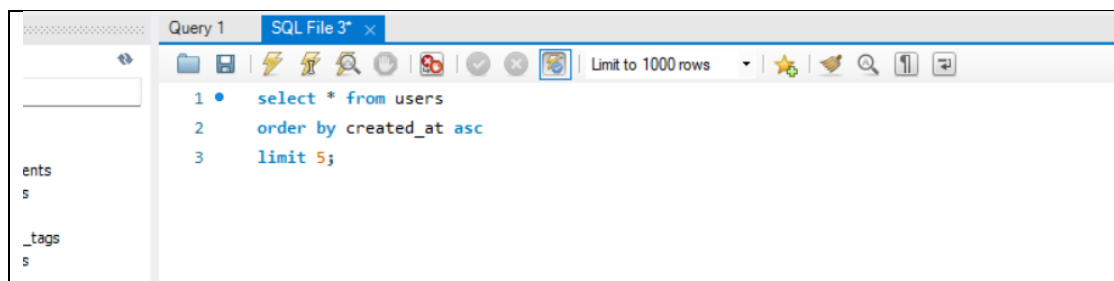 Query 1
SQL File 3*
Limit to 1000 rows
1 select * from users
2 order by created_at asc
3 limit 5;
ents
s
_tags
s